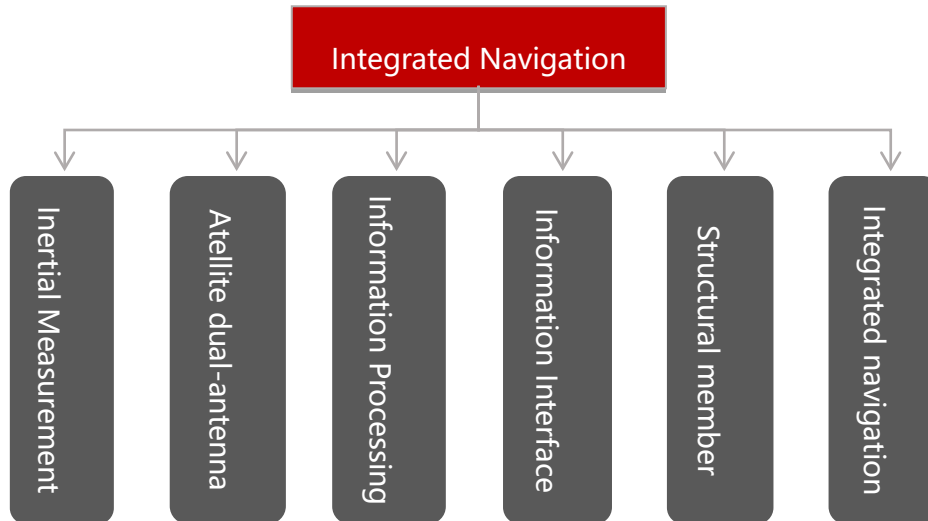 Integrated Navigation
Inertial Measurement
Atellite dual-antenna
Information Processing
Information Interface
Structural member
Integrated navigation